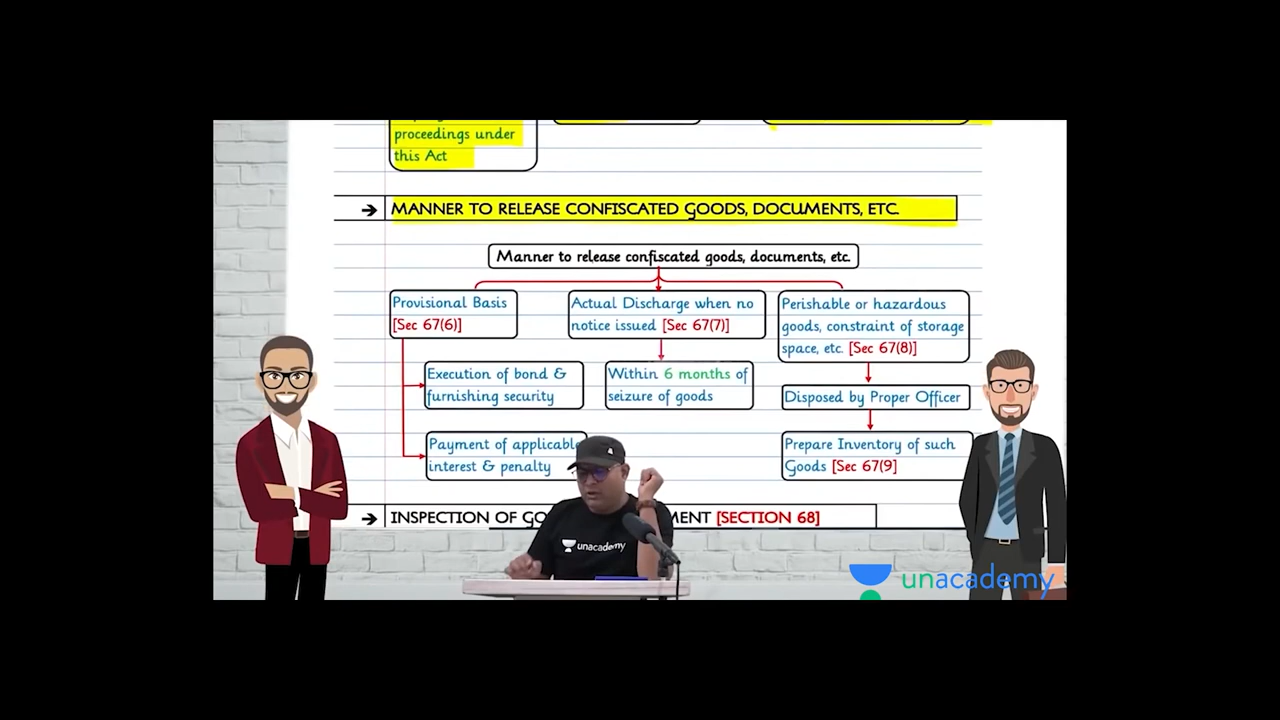 proceedings under
this Act
→ MANNER TO RELEASE CONFISCATED GOODS, DOCUMENTS, ETC.
Manner to release confiscated goods, documents, etc.
Provisional Basis
[Sec 67(6)]
Execution of bond &
furnishing security
Payment of applicable
interest & penalty
Actual Discharge when no
notice issued [Sec 67(7)]
Within 6 months of
seizure of goods
Perishable or hazardous
goods, constraint of storage
space, etc. [Sec 67(8)]
Disposed by Proper Officer
Prepare Inventory of such
Goods [Sec 67(9]
→ INSPECTION OF [SECTION 68]
unacademy
unacademy